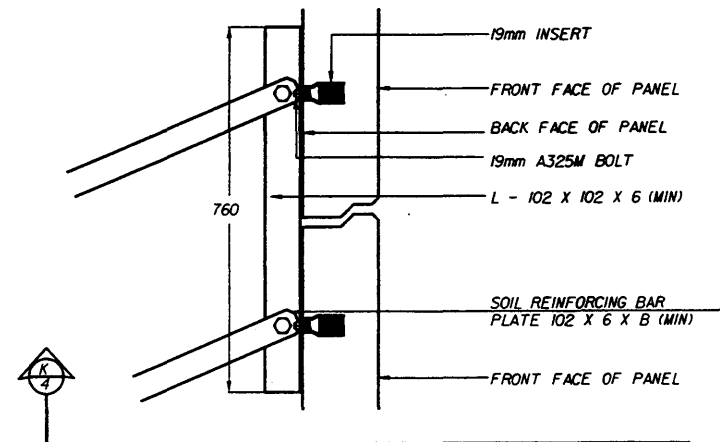 19mm INSERT
FRONT FACE OF PANEL
BACK FACE OF PANEL
19mm A325M BOLT
L - 102 X 102 X 6 (MIN)
760
SOIL REINFORCING BAR
PLATE 102 X 6 X B (MIN)
K
4
FRONT FACE OF PANEL